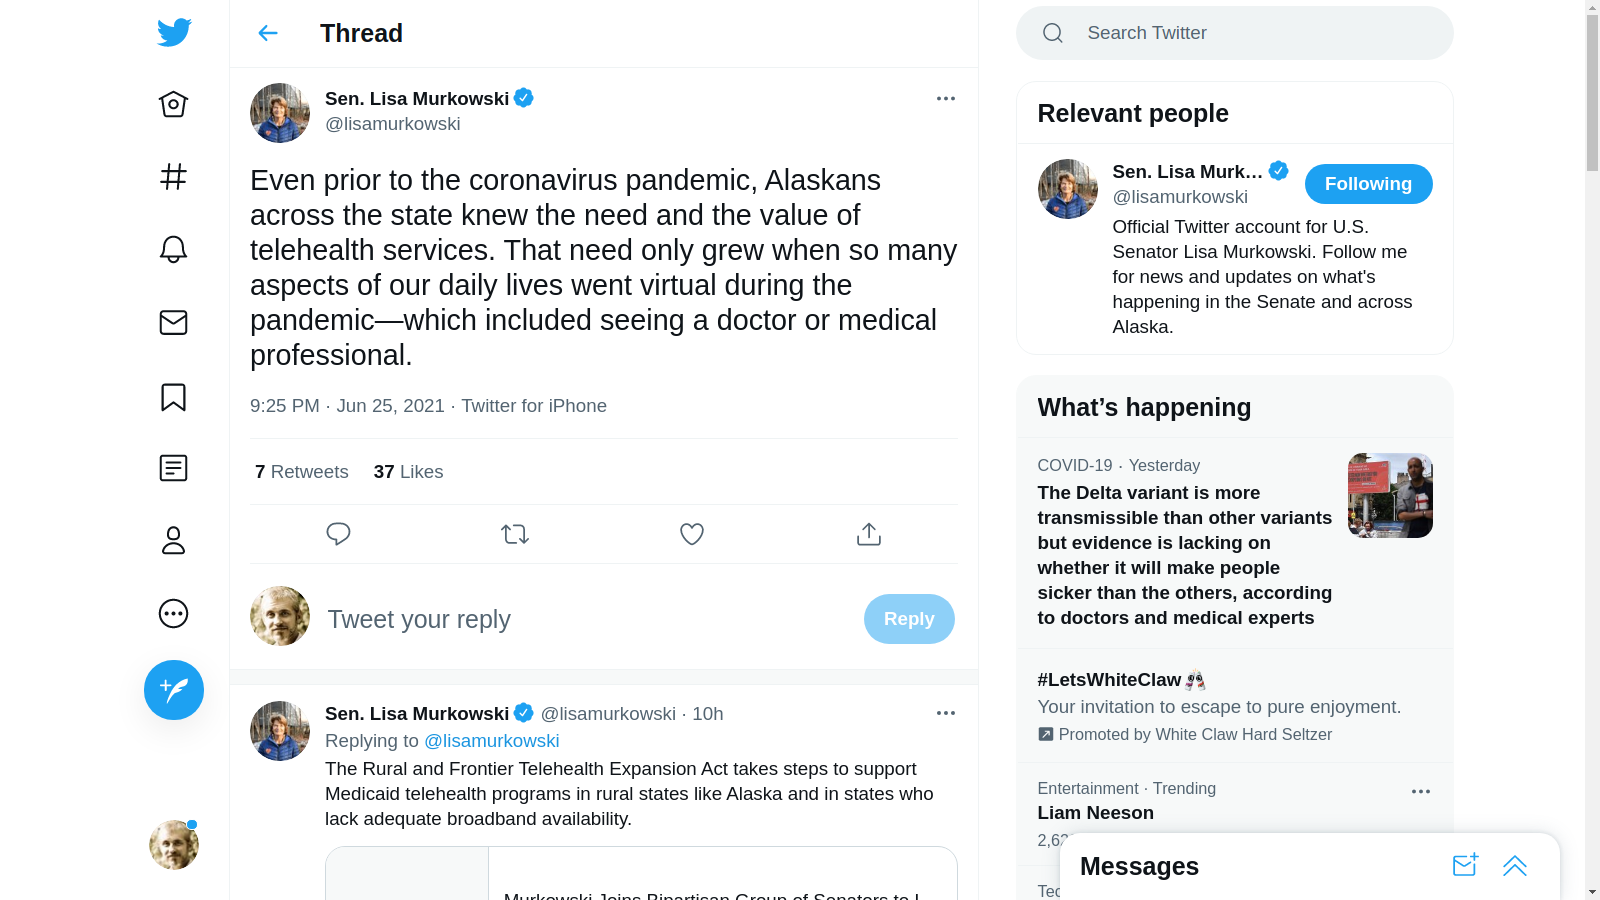 Thread
Sen. Lisa Murkowski
@lisamurkowski
Even prior to the coronavirus pandemic, Alaskans
across the state knew the need and the value of
telehealth services. That need only grew when so many
aspects of our daily lives went virtual during the
pandemic—which included seeing a doctor or medical
professional.
9:25 PM · Jun 25, 2021 · Twitter for iPhone
7 Retweets 37 Likes
Tweet your reply
Reply
Sen. Lisa Murkowski @lisamurkowski · 10h
Replying to @lisamurkowski
The Rural and Frontier Telehealth Expansion Act takes steps to support
Medicaid telehealth programs in rural states like Alaska and in states who
lack adequate broadband availability.
Murkowski Joins Bipartisan Group of Senators to
Search Twitter
Relevant people
Sen. Lisa Murk...
@lisamurkowski
Following
Official Twitter account for U.S.
Senator Lisa Murkowski. Follow me
for news and updates on what's
happening in the Senate and across
Alaska.
What’s happening
COVID-19 · Yesterday
The Delta variant is more
transmissible than other variants
but evidence is lacking on
whether it will make people
sicker than the others, according
to doctors and medical experts
#LetsWhiteClaw
Your invitation to escape to pure enjoyment.
Promoted by White Claw Hard Seltzer
Entertainment · Trending
Liam Neeson
Messages